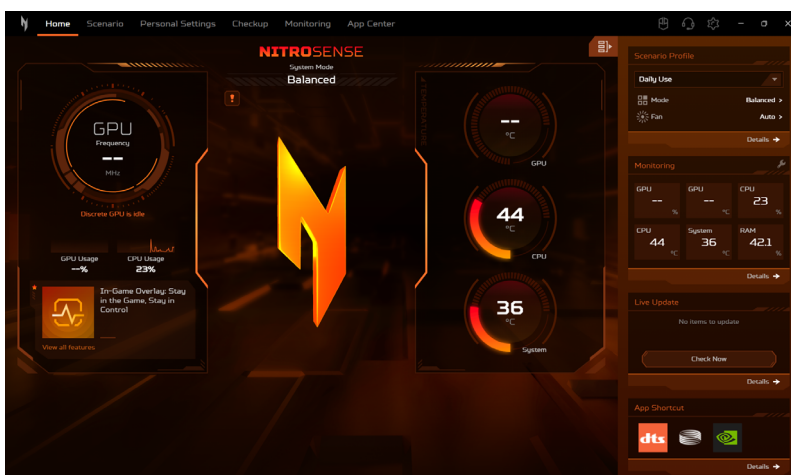 Home Scenario Personal Settings Checkup Monitoring App Center
NITROSENSE
System Mode
Balanced
GPU
Frequency
--
MHz
Discrete GPU is idle
GPU Usage
--%
CPU Usage
23%
In-Game Overlay: Stay
in the Game, Stay in
Control
View all features
TEMPERATURE
--
°C
GPU
44
°C
CPU
36
°C
System
Scenario Profile
Daily Use
Mode Balanced >
Fan Auto >
Details
Monitoring
GPU
--
%
GPU
--
°C
CPU
23
%
CPU
44
°C
System
36
°C
RAM
42.1
%
Details
Live Update
No items to update
Check Now
Details
App Shortcut
dts
Details